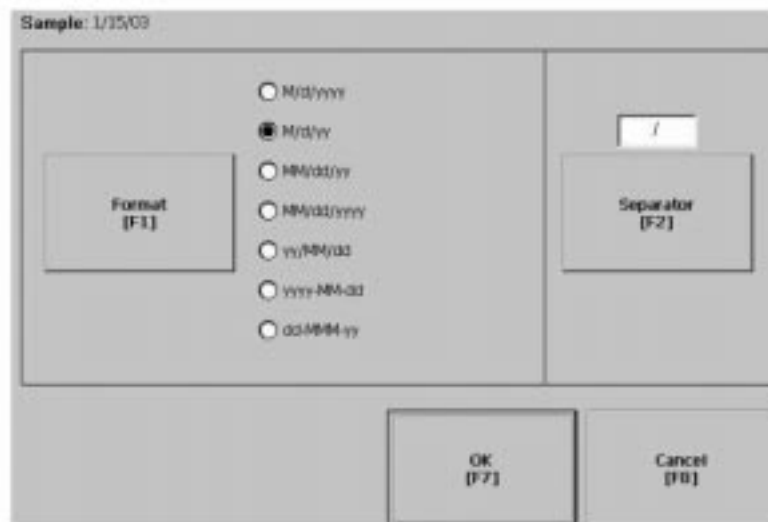 Sample: 1/15/03
M/d/yyyy
M/d/yy
MM/dd/yy
MM/dd/yyyy
yy/MM/dd
yyyy-MM-dd
dd-MMM-yy
Format
[F1]
/
Separator
[F2]
OK
[F7]
Cancel
[F8]